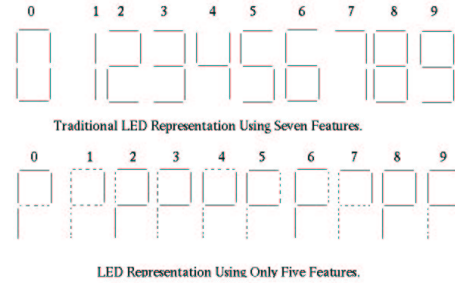 0 1 2 3 4 5 6 7 8 9
Traditional LED Representation Using Seven Features.
0 1 2 3 4 5 6 7 8 9
LED Representation Using Only Five Features.